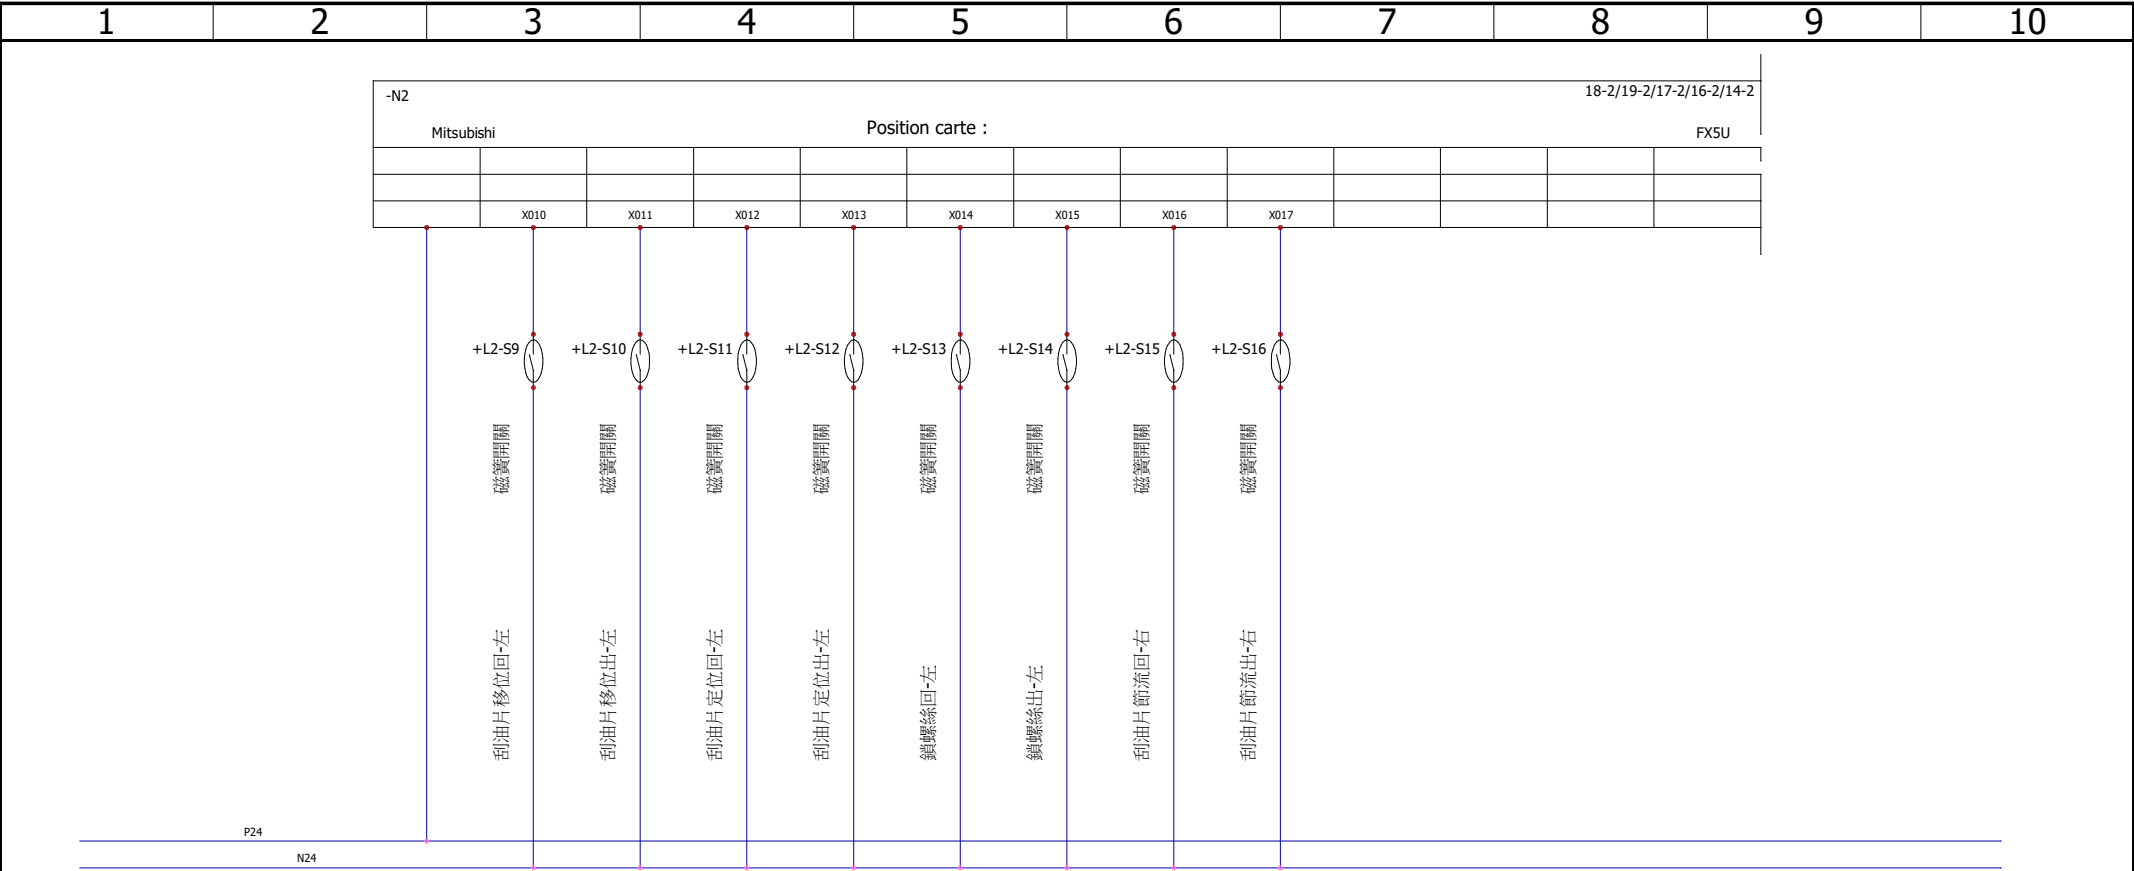 1 2 3 4 5 6 7 8 9 10
-N2 18-2/19-2/17-2/16-2/14-2
Mitsubishi Position carte : FX5U
X010 X011 X012 X013 X014 X015 X016 X017
+L2-S9 +L2-S10 +L2-S11 +L2-S12 +L2-S13 +L2-S14 +L2-S15 +L2-S16
磁簧開關 磁簧開關 磁簧開關 磁簧開關 磁簧開關 磁簧開關 磁簧開關 磁簧開關
刮油片移位回-左
刮油片移位出-左
刮油片定位回-左
刮油片定位出-左
鎖螺絲回-左
鎖螺絲出-左
刮油片節流回-右
刮油片節流出-右
P24
N24